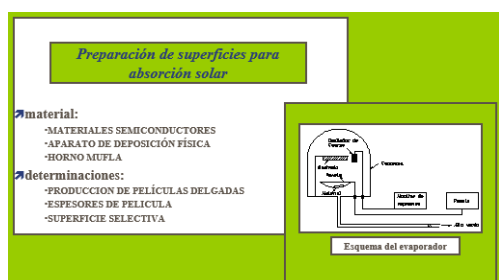 Preparación de superficies para
absorción solar
material:
•MATERIALES SEMICONDUCTORES
•APARATO DE DEPOSICIÓN FÍSICA
•HORNO MUFLA
determinaciones:
•PRODUCCION DE PELÍCULAS DELGADAS
•ESPESORES DE PELICULA
•SUPERFICIE SELECTIVA
Material
Alto vacío
Esquema del evaporador